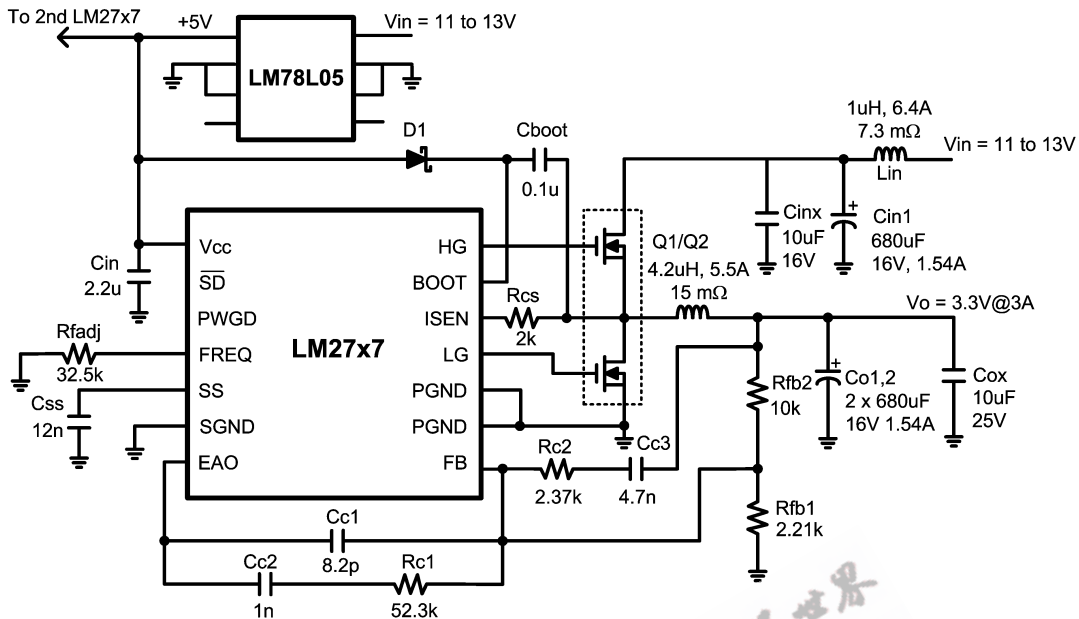 To 2nd LM27x7
+5V
Vin = 11 to 13V
LM78L05
D1
Cboot
0.1u
1uH, 6.4A
7.3 mΩ
Lin
Vin = 11 to 13V
Cinx
10uF
16V
+
Cin1
680uF
16V, 1.54A
Vcc
SD
PWGD
FREQ
SS
SGND
EAO
LM27x7
HG
BOOT
ISEN
LG
PGND
PGND
FB
Cin
2.2u
Rfadj
32.5k
Css
12n
Rcs
2k
Q1/Q2
4.2uH, 5.5A
15 mΩ
Vo = 3.3V@3A
Rfb2
10k
+
Co1,2
2 x 680uF
16V 1.54A
Cox
10uF
25V
Rc2
2.37k
Cc3
4.7n
Rfb1
2.21k
Cc1
8.2p
Cc2
1n
Rc1
52.3k